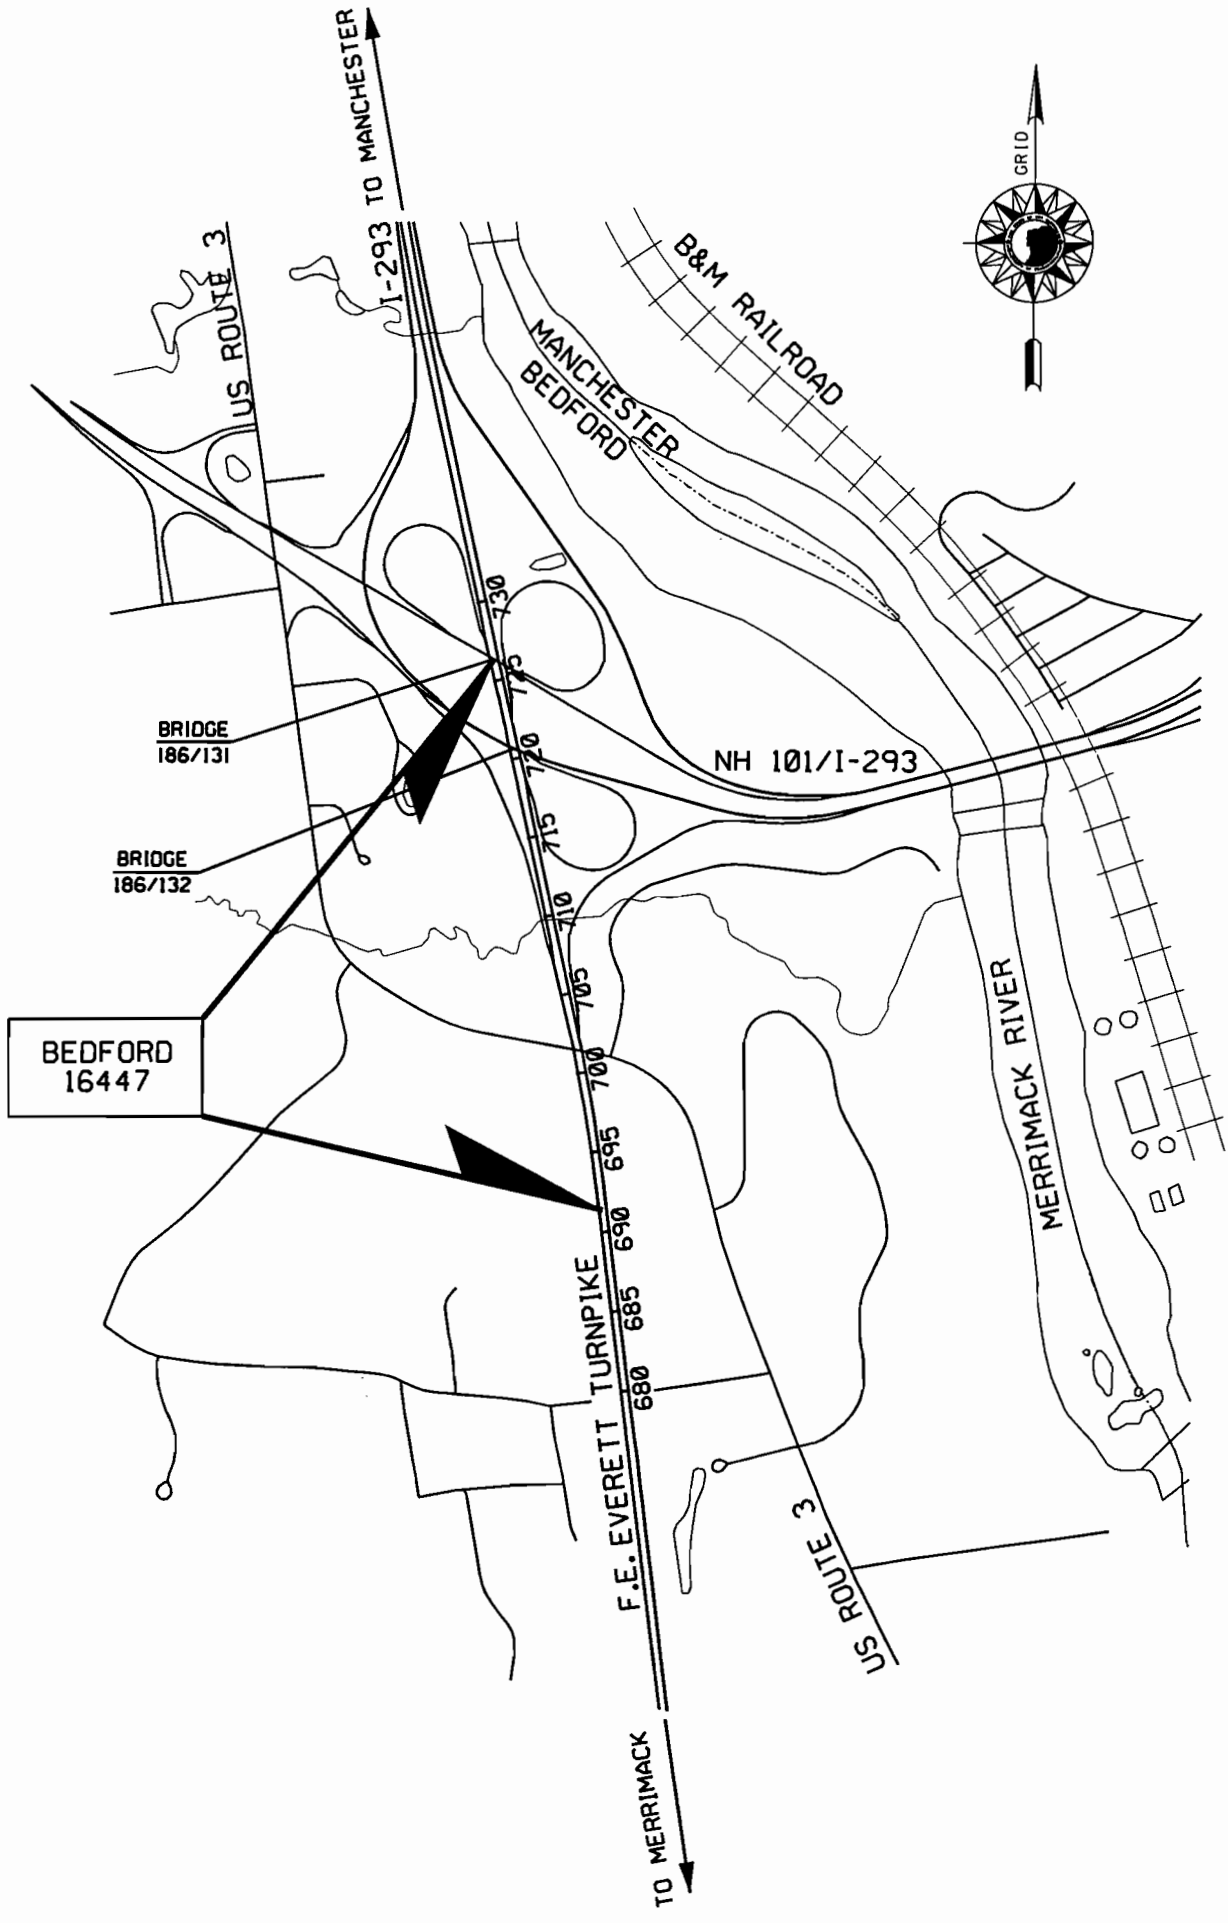 I-293 TO MANCHESTER
GRID
US ROUTE 3
B&M RAILROAD
MANCHESTER
BEDFORD
730
725
BRIDGE
186/131
720
NH 101/I-293
715
BRIDGE
186/132
710
705
MERRIMACK RIVER
BEDFORD
16447
700
695
690
685
680
F.E. EVERETT TURNPIKE
US ROUTE 3
TO MERRIMACK